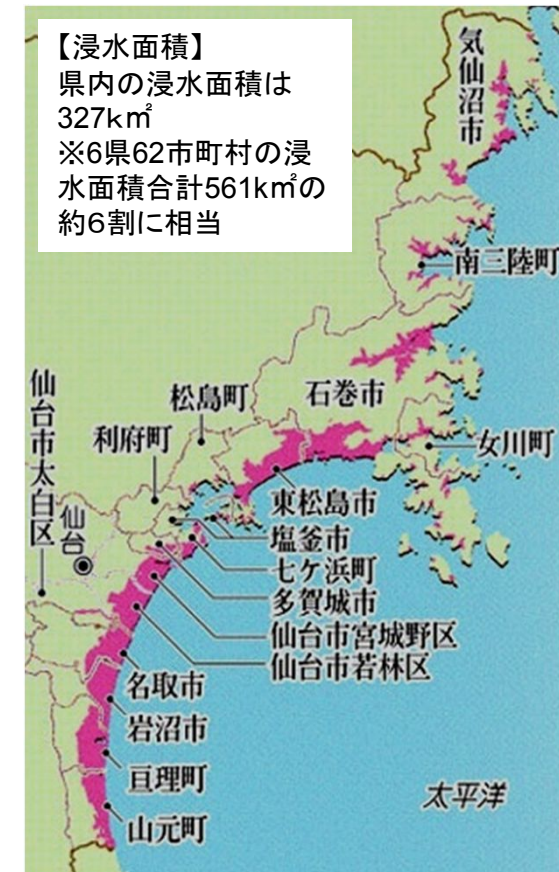 【浸水面積】
県内の浸水面積は
327k㎡
※6県62市町村の浸
水面積合計561k㎡の
約６割に相当
気仙沼市
南三陸町
石巻市
松島町
女川町
利府町
仙台市太白区
仙台
東松島市
塩釜市
七ケ浜町
多賀城市
仙台市宮城野区
仙台市若林区
名取市
岩沼市
亘理町
山元町
太平洋